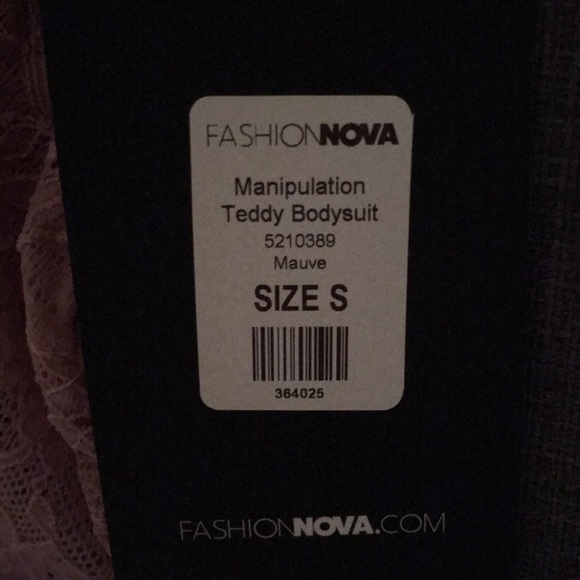 FASHIONNOVA
Manipulation
Teddy Bodysuit
5210389
Mauve
SIZE S
364025
FASHIONNOVA.COM